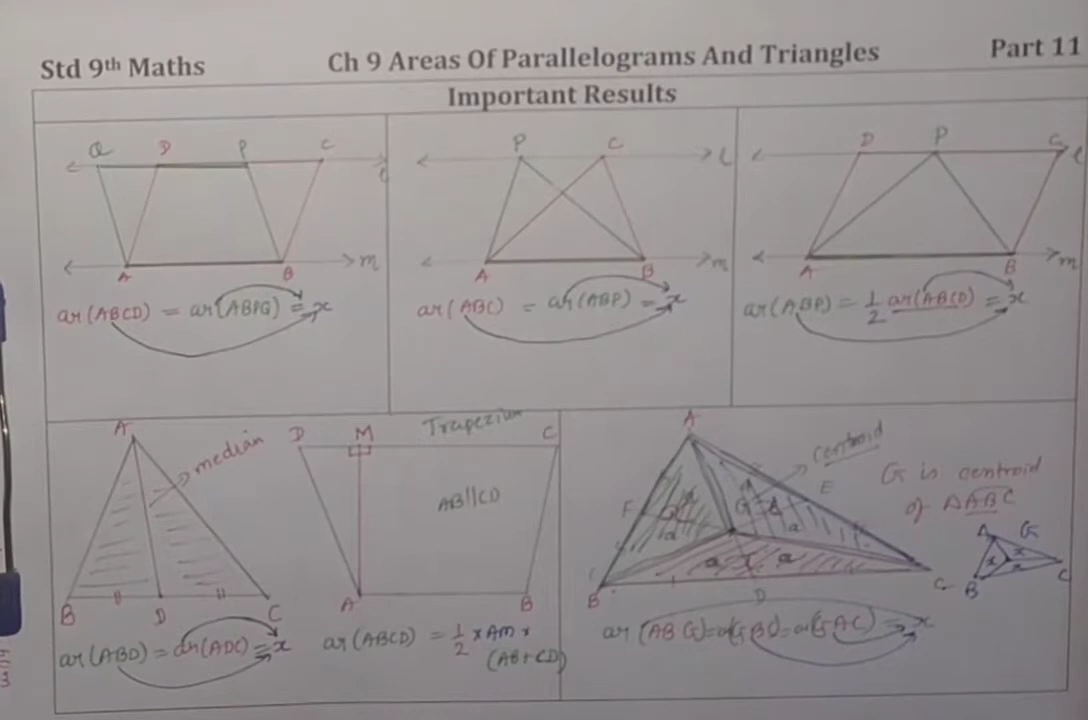 Std 9th Maths Ch 9 Areas Of Parallelograms And Triangles Part 11
Important Results
Q D P C
l
A B m
ar(ABCD) = ar(ABPQ) = x
P C l
A B m
ar(ABC) = ar(ABP) = x
D P C l
A B m
ar(ABP) = 1/2 ar(ABCD) = x
A
median
B D C
ar(ABD) = ar(ADC) = x
Trapezium
D M C
AB||CD
A B
ar(ABCD) = 1/2 x AM x
(AB+CD)
A
centroid
G is centroid
of ΔABC
F G E
a a
a a
B D C
A G
x x
x
B C
ar(ABG)=ar(GBC)=ar(GAC) = x